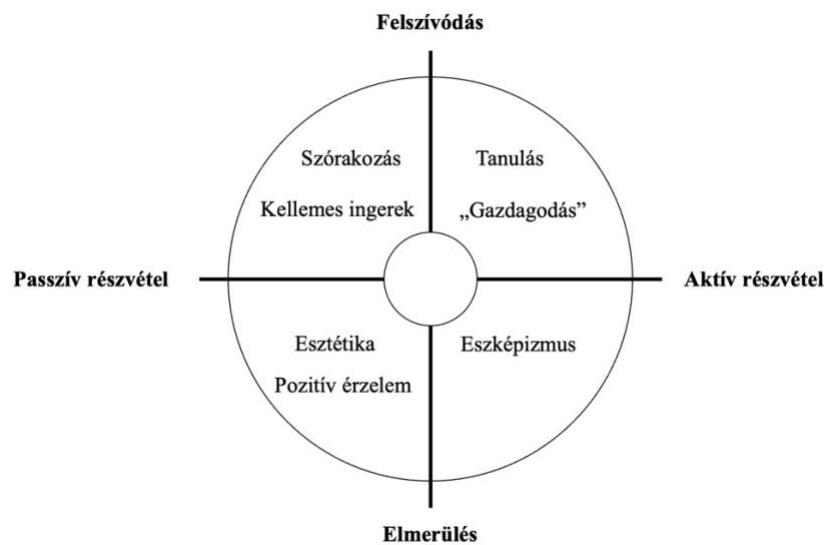 Felszívódás
Szórakozás
Tanulás
Kellemes ingerek
„Gazdagodás”
Passzív részvétel
Aktív részvétel
Esztétika
Eszképizmus
Pozitív érzelem
Elmerülés